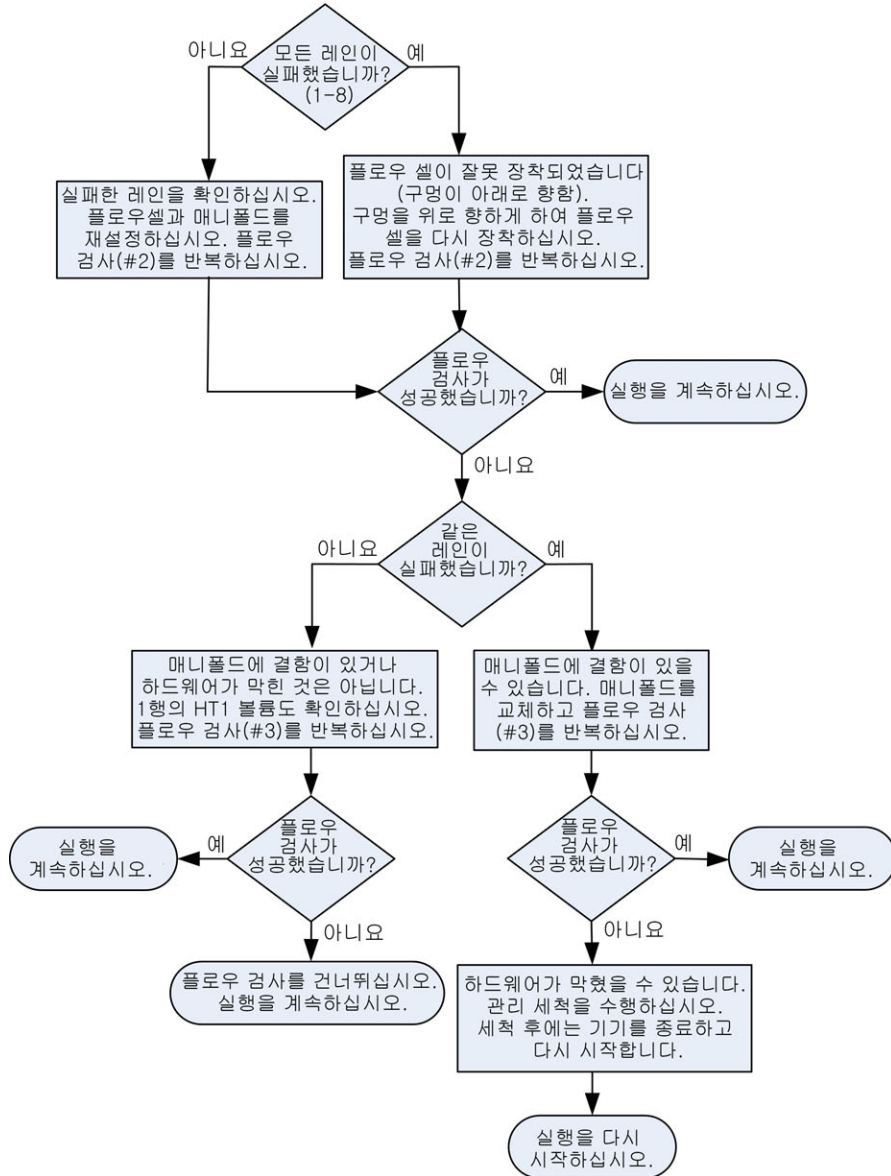 아니요
모든 레인이
실패했습니까?
(1-8)
예
실패한 레인을 확인하십시오.
플로우셀과 매니폴드를
재설정하십시오. 플로우
검사(#2)를 반복하십시오.
플로우 셀이 잘못 장착되었습니다
(구멍이 아래로 향함).
구멍을 위로 향하게 하여 플로우
셀을 다시 장착하십시오.
플로우 검사(#2)를 반복하십시오.
플로우
검사가
성공했습니까?
예
실행을 계속하십시오.
아니요
아니요
같은
레인이
실패했습니까?
예
매니폴드에 결함이 있거나
하드웨어가 막힌 것은 아닙니다.
1행의 HT1 볼륨도 확인하십시오.
플로우 검사(#3)를 반복하십시오.
매니폴드에 결함이 있을
수 있습니다. 매니폴드를
교체하고 플로우 검사
(#3)를 반복하십시오.
실행을
계속하십시오.
예
플로우
검사가
성공했습니까?
플로우
검사가
성공했습니까?
예
실행을
계속하십시오.
아니요
아니요
플로우 검사를 건너뛰십시오.
실행을 계속하십시오.
하드웨어가 막혔을 수 있습니다.
관리 세척을 수행하십시오.
세척 후에는 기기를 종료하고
다시 시작합니다.
실행을 다시
시작하십시오.